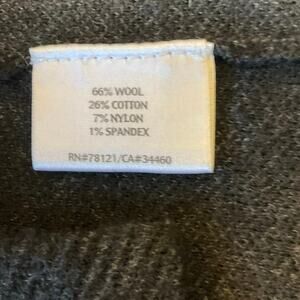 66% WOOL
26% COTTON
7% NYLON
1% SPANDEX
RN#78121/CA#34460